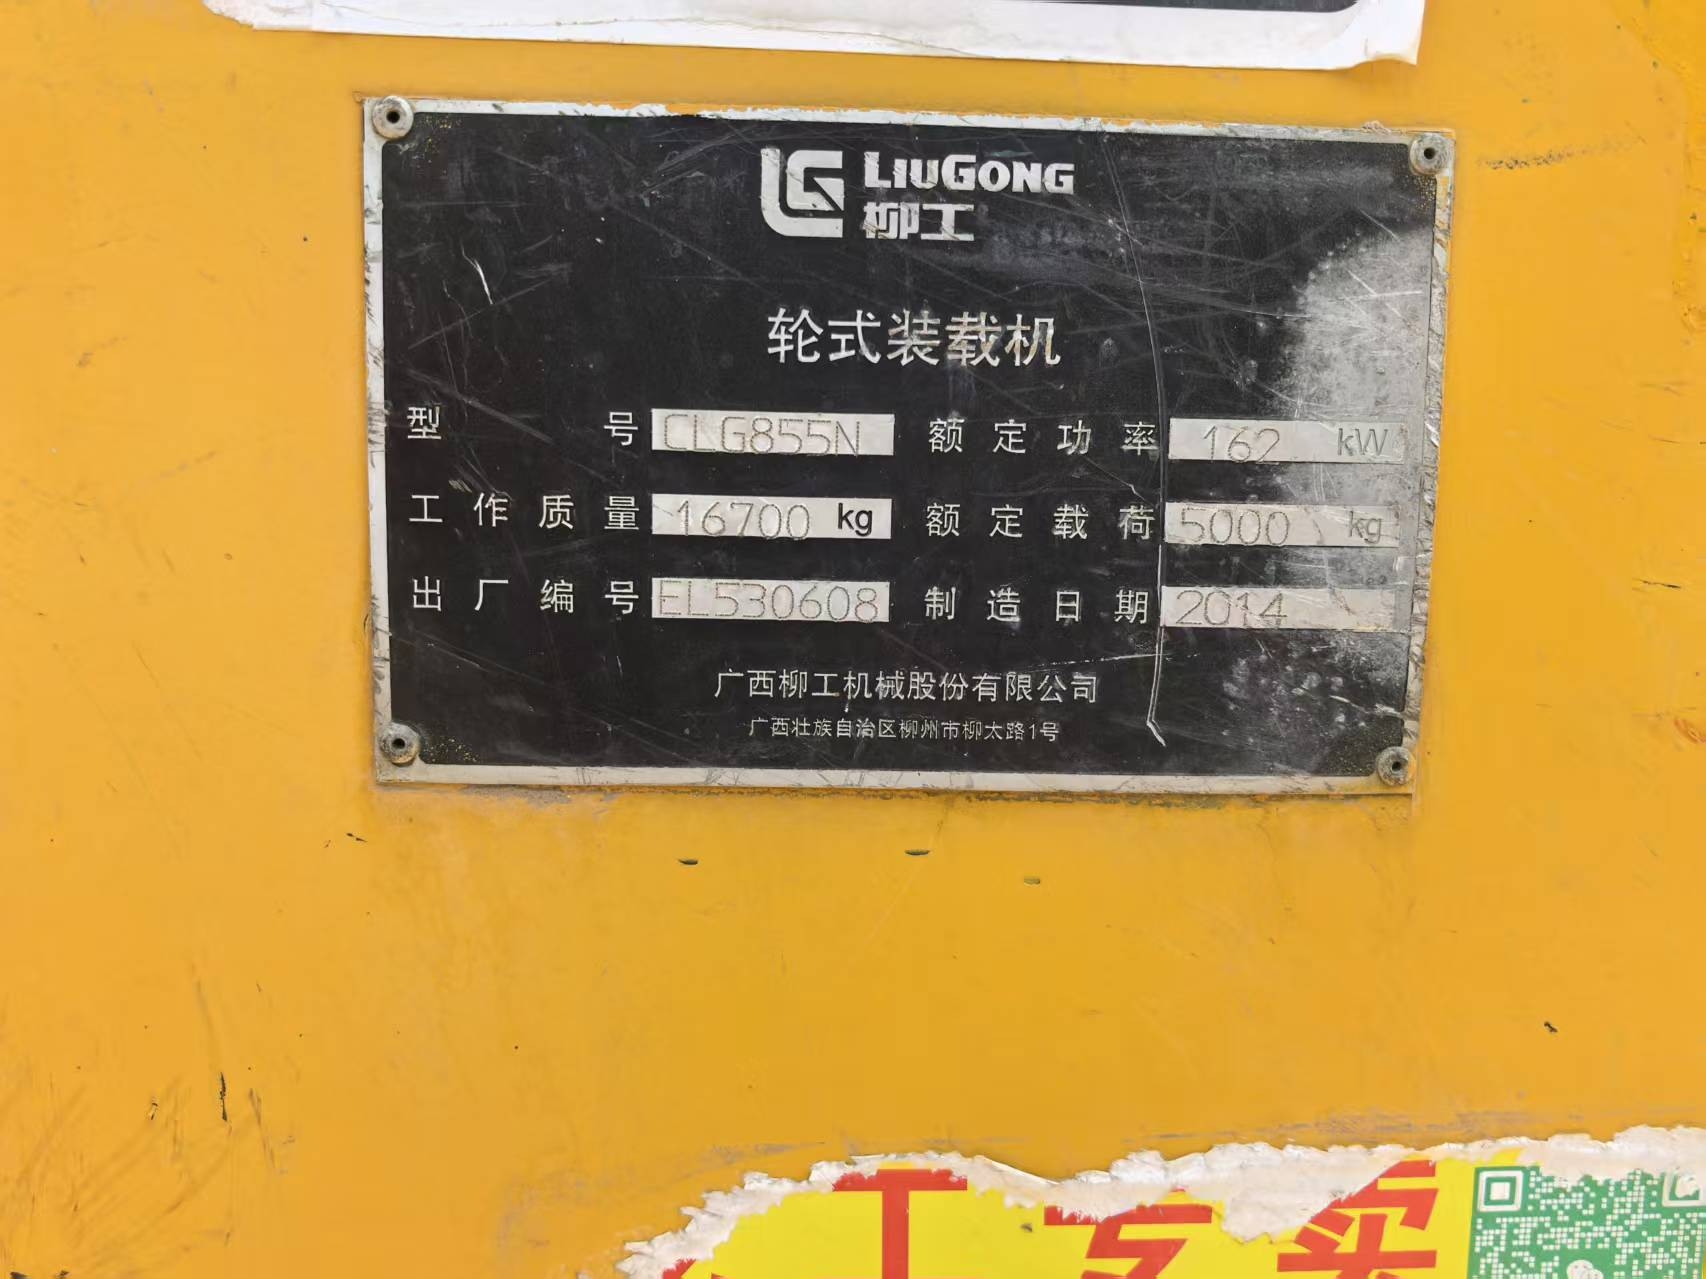 LG LIUGONG
柳工
轮式装载机
型号 CLG855N 额定功率 162 kW
工作质量 16700 kg 额定载荷 5000 kg
出厂编号 EL530608 制造日期 2014
广西柳工机械股份有限公司
广西壮族自治区柳州市柳太路1号